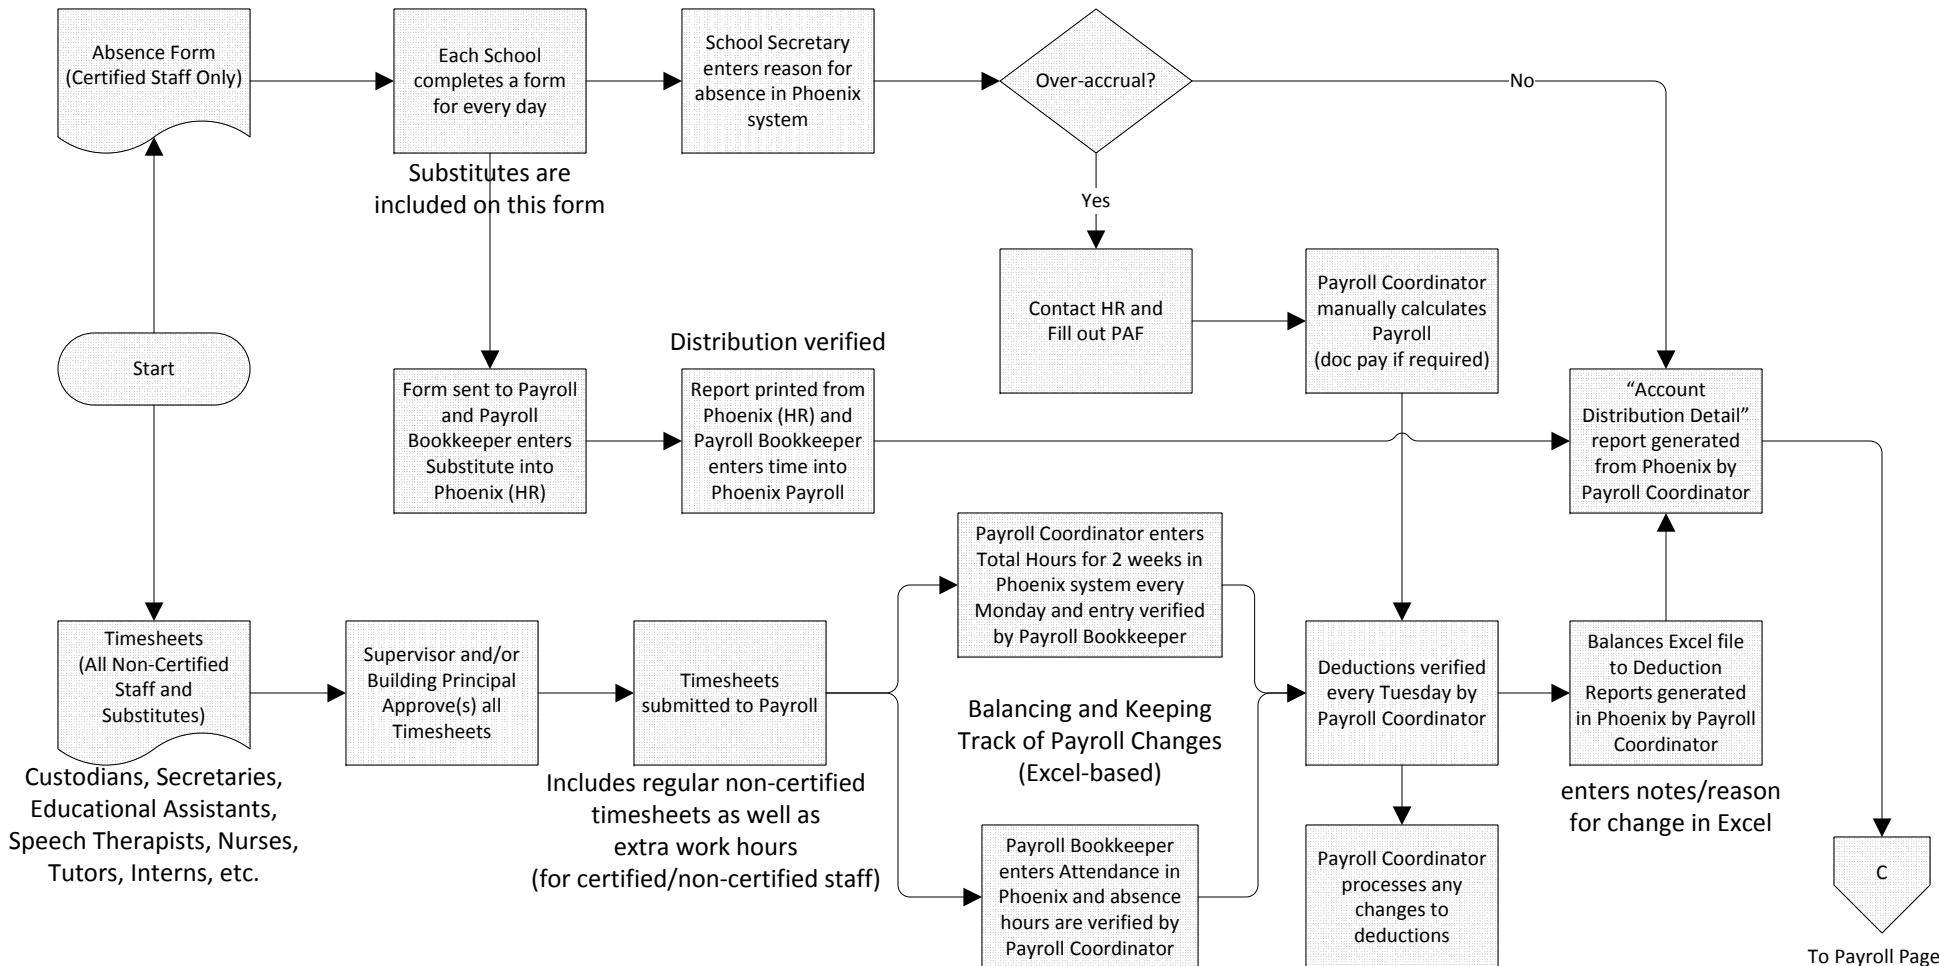 Absence Form
(Certified Staff Only)
Each School
completes a form
for every day
School Secretary
enters reason for
absence in Phoenix
system
Over-accrual?
No
Substitutes are
included on this form
Yes
Contact HR and
Fill out PAF
Payroll Coordinator
manually calculates
Payroll
(doc pay if required)
Start
Distribution verified
Form sent to Payroll
and Payroll
Bookkeeper enters
Substitute into
Phoenix (HR)
Report printed from
Phoenix (HR) and
Payroll Bookkeeper
enters time into
Phoenix Payroll
“Account
Distribution Detail”
report generated
from Phoenix by
Payroll Coordinator
Payroll Coordinator enters
Total Hours for 2 weeks in
Phoenix system every
Monday and entry verified
by Payroll Bookkeeper
Timesheets
(All Non-Certified
Staff and
Substitutes)
Supervisor and/or
Building Principal
Approve(s) all
Timesheets
Timesheets
submitted to Payroll
Balancing and Keeping
Track of Payroll Changes
(Excel-based)
Deductions verified
every Tuesday by
Payroll Coordinator
Balances Excel file
to Deduction
Reports generated
in Phoenix by Payroll
Coordinator
Custodians, Secretaries,
Educational Assistants,
Speech Therapists, Nurses,
Tutors, Interns, etc.
Includes regular non-certified
timesheets as well as
extra work hours
(for certified/non-certified staff)
enters notes/reason
for change in Excel
Payroll Bookkeeper
enters Attendance in
Phoenix and absence
hours are verified by
Payroll Coordinator
Payroll Coordinator
processes any
changes to
deductions
C
To Payroll Page